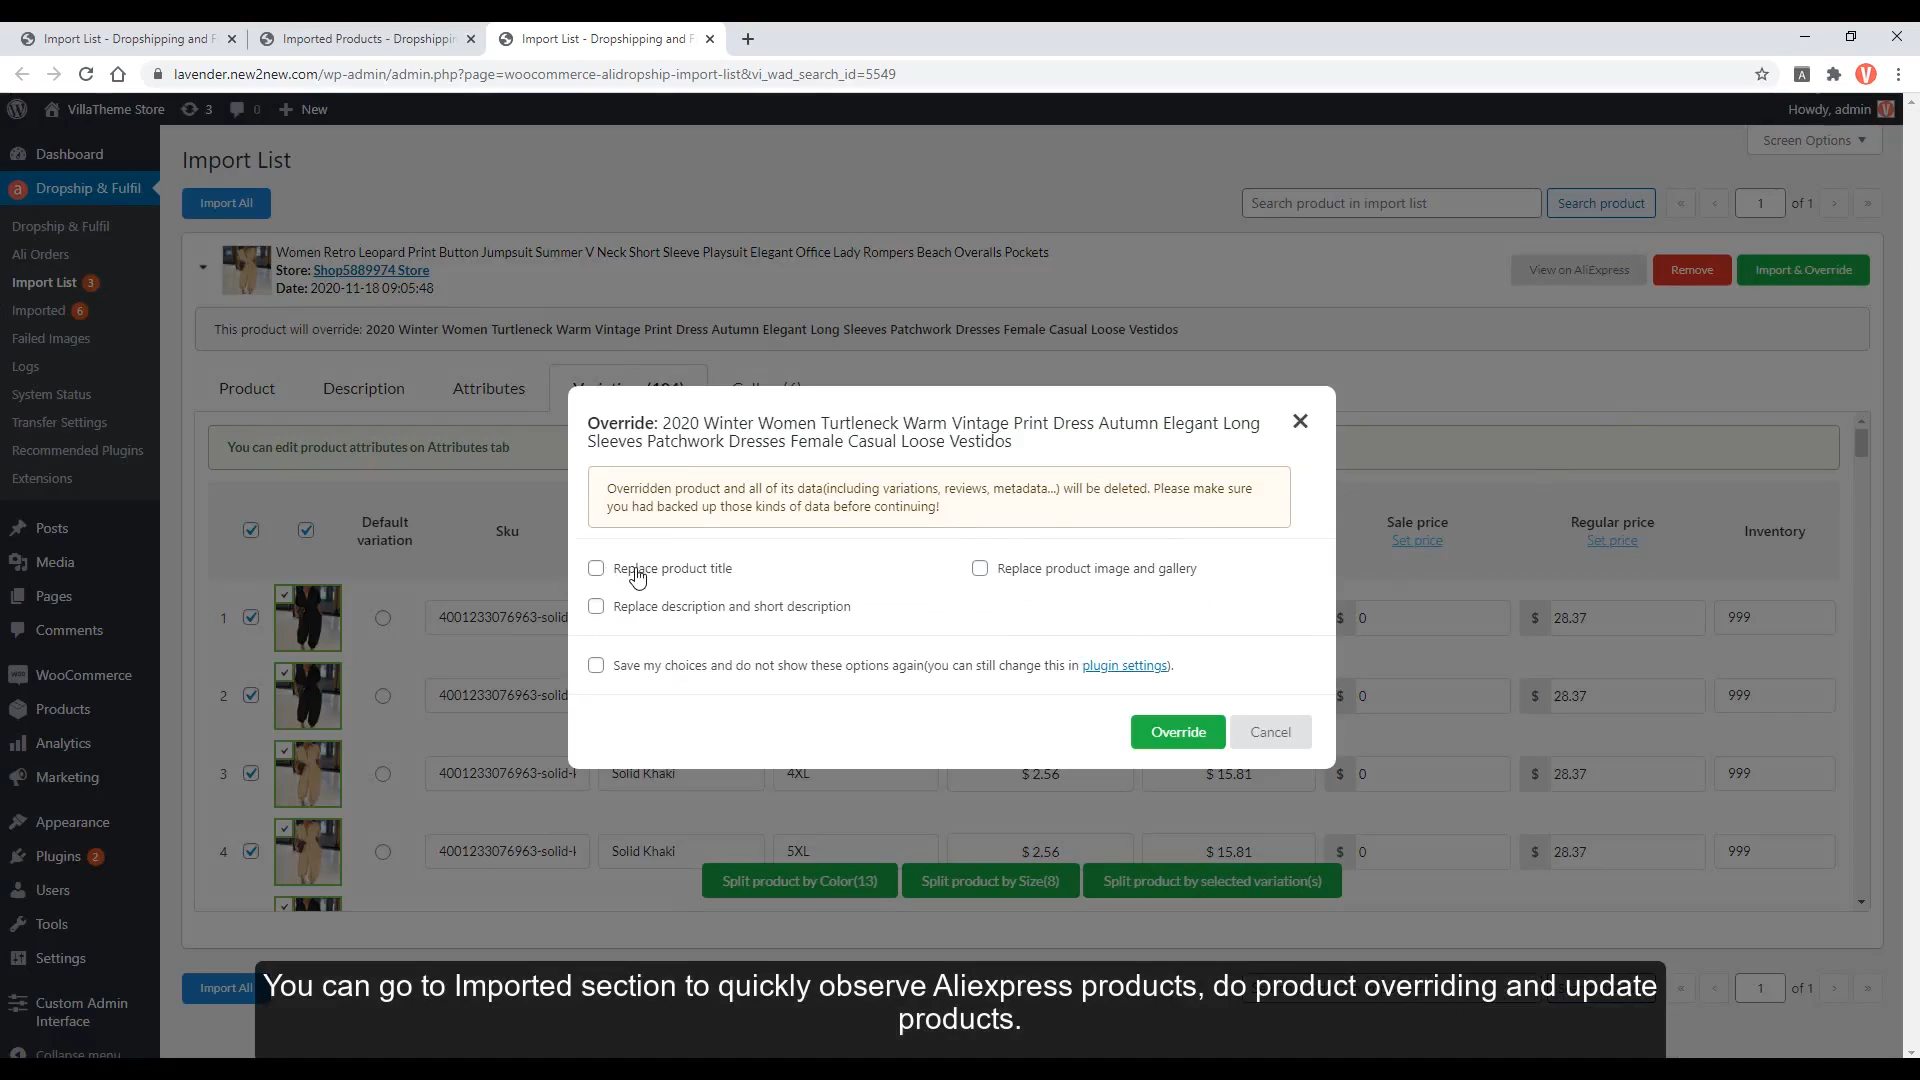 Import List - Dropshipping and F
Imported Products - Dropshippin
Import List - Dropshipping and F
lavender.new2new.com/wp-admin/admin.php?page=woocommerce-alidropship-import-list&vi_wad_search_id=5549
VillaTheme Store
3
0
New
Howdy, admin
Screen Options
Dashboard
Dropship & Fulfil
Dropship & Fulfil
Ali Orders
Import List 3
Imported 6
Failed Images
Logs
System Status
Transfer Settings
Recommended Plugins
Extensions
Posts
Media
Pages
Comments
WooCommerce
Products
Analytics
Marketing
Appearance
Plugins 2
Users
Tools
Settings
Custom Admin
Interface
Collapse menu
Import List
Import All
Search product in import list
Search product
« ‹ 1 of 1 › »
Women Retro Leopard Print Button Jumpsuit Summer V Neck Short Sleeve Playsuit Elegant Office Lady Rompers Beach Overalls Pockets
Store: Shop5889974 Store
Date: 2020-11-18 09:05:48
View on AliExpress
Remove
Import & Override
This product will override: 2020 Winter Women Turtleneck Warm Vintage Print Dress Autumn Elegant Long Sleeves Patchwork Dresses Female Casual Loose Vestidos
Product
Description
Attributes
You can edit product attributes on Attributes tab
Default
variation
Sku
Sale price
Set price
Regular price
Set price
Inventory
Override: 2020 Winter Women Turtleneck Warm Vintage Print Dress Autumn Elegant Long
Sleeves Patchwork Dresses Female Casual Loose Vestidos
Overridden product and all of its data(including variations, reviews, metadata...) will be deleted. Please make sure
you had backed up those kinds of data before continuing!
Replace product title
Replace product image and gallery
Replace description and short description
Save my choices and do not show these options again(you can still change this in plugin settings).
Override
Cancel
1 4001233076963-solid $ 0 $ 28.37 999
2 4001233076963-solid $ 0 $ 28.37 999
3 4001233076963-solid- Solid Khaki 4XL $ 2.56 $ 15.81 $ 0 $ 28.37 999
4 4001233076963-solid- Solid Khaki 5XL $ 2.56 $ 15.81 $ 0 $ 28.37 999
Split product by Color(13)
Split product by Size(8)
Split product by selected variation(s)
Import All
« ‹ 1 of 1 › »
You can go to Imported section to quickly observe Aliexpress products, do product overriding and update
products.